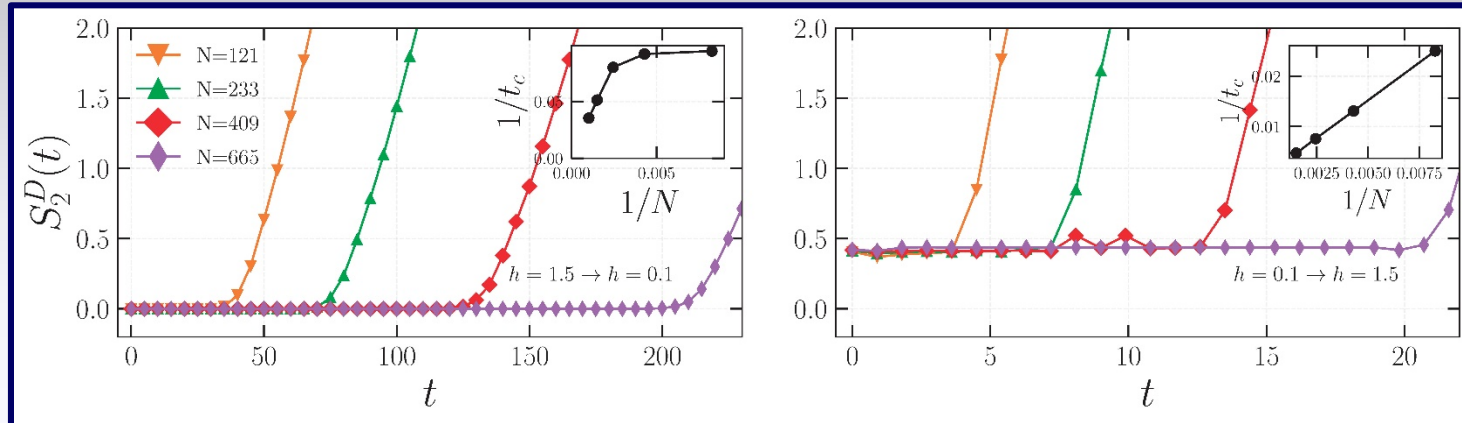 2.0
1.5
1.0
0.5
0.0
S_2^D(t)
N=121
N=233
N=409
N=665
1/t_c
0.05
0.00
0.000
0.005
1/N
h = 1.5 → h = 0.1
0
50
100
150
200
t
2.0
1.5
1.0
0.5
0.0
1/t_c
0.02
0.01
0.0025
0.0050
0.0075
1/N
h = 0.1 → h = 1.5
0
5
10
15
20
t